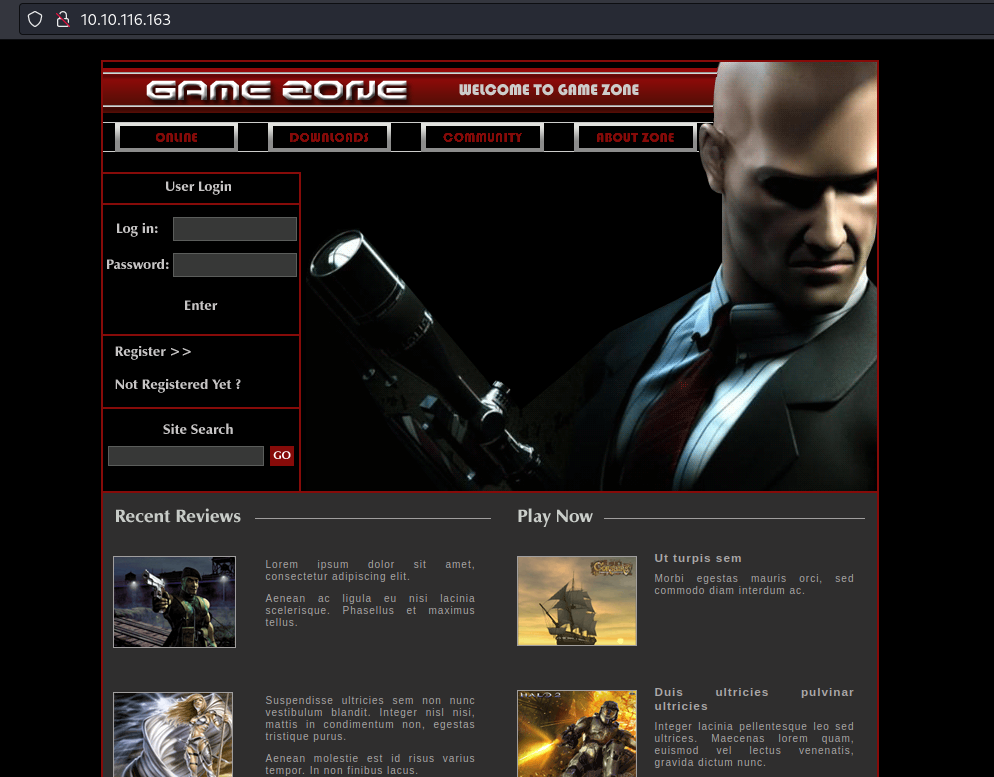 10.10.116.163
GAME ZONE
WELCOME TO GAME ZONE
ONLINE
DOWNLOADS
COMMUNITY
ABOUT ZONE
User Login
Log in:
Password:
Enter
Register >>
Not Registered Yet ?
Site Search
GO
Recent Reviews
Lorem ipsum dolor sit amet,
consectetur adipiscing elit.
Aenean ac ligula eu nisi lacinia
scelerisque. Phasellus et maximus
tellus.
Suspendisse ultricies sem non nunc
vestibulum blandit. Integer nisl nisi,
mattis in condimentum non, egestas
tristique purus.
Aenean molestie est id risus varius
tempor. In non finibus lacus.
Play Now
Ut turpis sem
Morbi egestas mauris orci, sed
commodo diam interdum ac.
HALO 2
Duis ultricies pulvinar
ultricies
Integer lacinia pellentesque leo sed
ultrices. Maecenas lorem quam,
euismod vel lectus venenatis,
gravida dictum nunc.